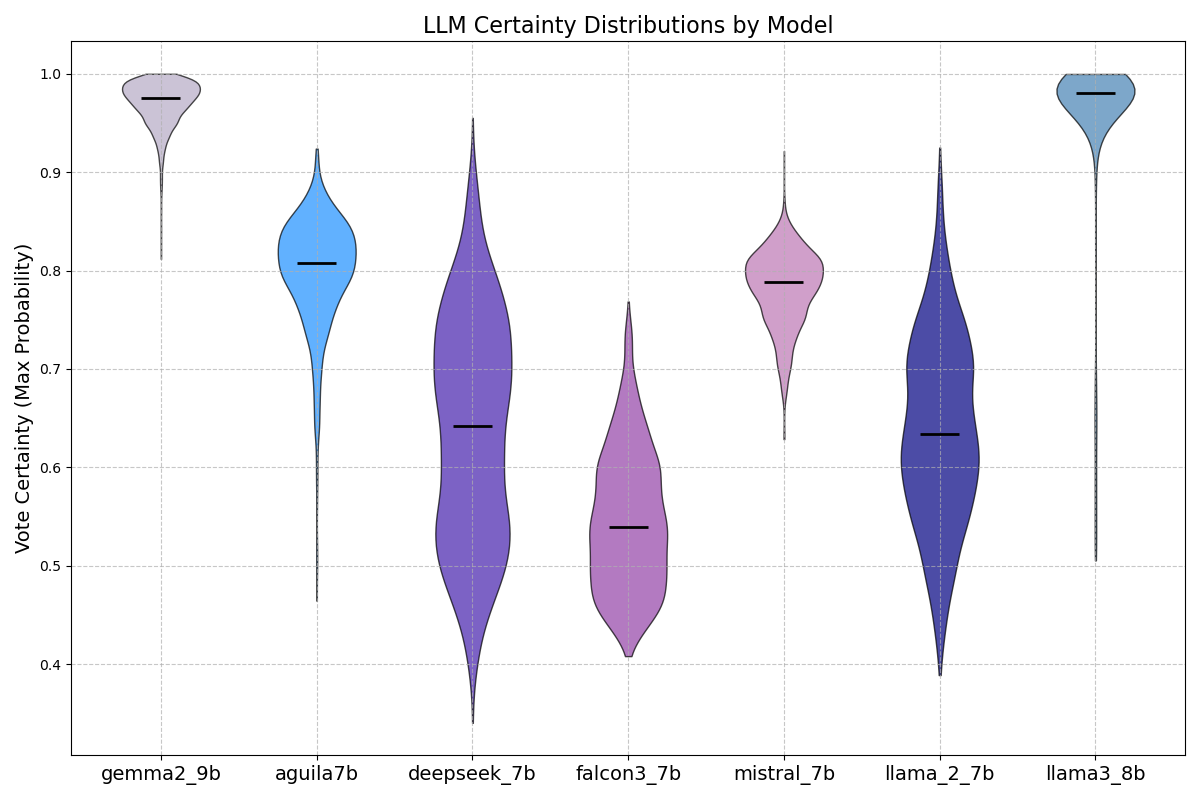 LLM Certainty Distributions by Model
Vote Certainty (Max Probability)
1.0
0.9
0.8
0.7
0.6
0.5
0.4
gemma2_9b
aguila7b
deepseek_7b
falcon3_7b
mistral_7b
llama_2_7b
llama3_8b